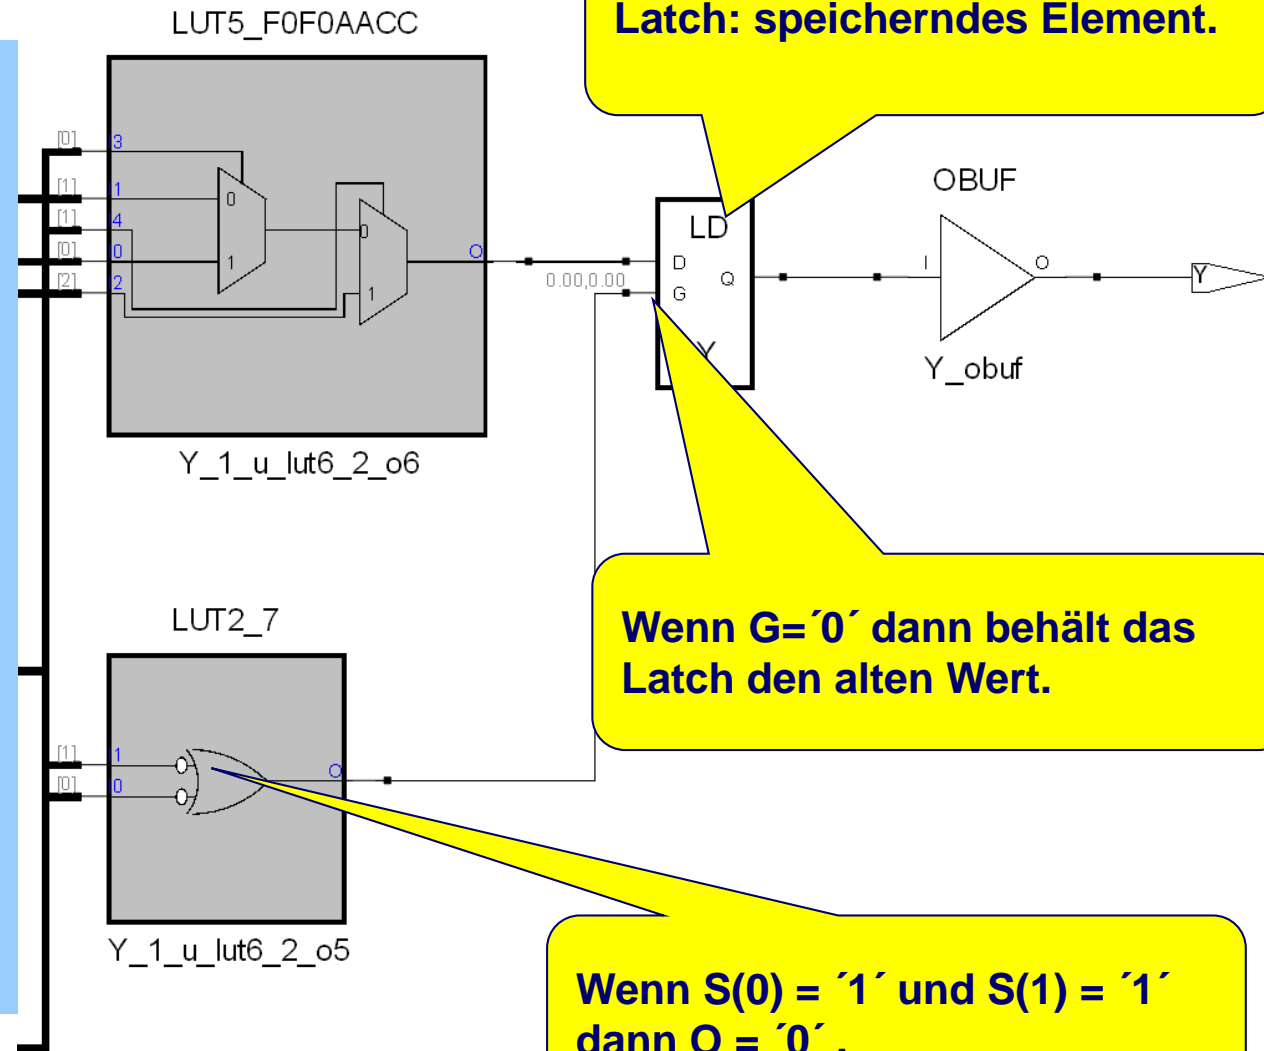 LUT5_F0F0AACC
Latch: speicherndes Element.
[0] 3
[1] 1
[1] 4
[0] 0
[2] 2
0
1
0
1
O
0.00,0.00
LD
D
G
Q
Y
OBUF
I
O
Y
Y_obuf
Y_1_u_lut6_2_o6
Wenn G=´0´ dann behält das
Latch den alten Wert.
LUT2_7
[1] 1
[0] 0
O
Y_1_u_lut6_2_o5
Wenn S(0) = ´1´ und S(1) = ´1´
dann O = ´0´ .